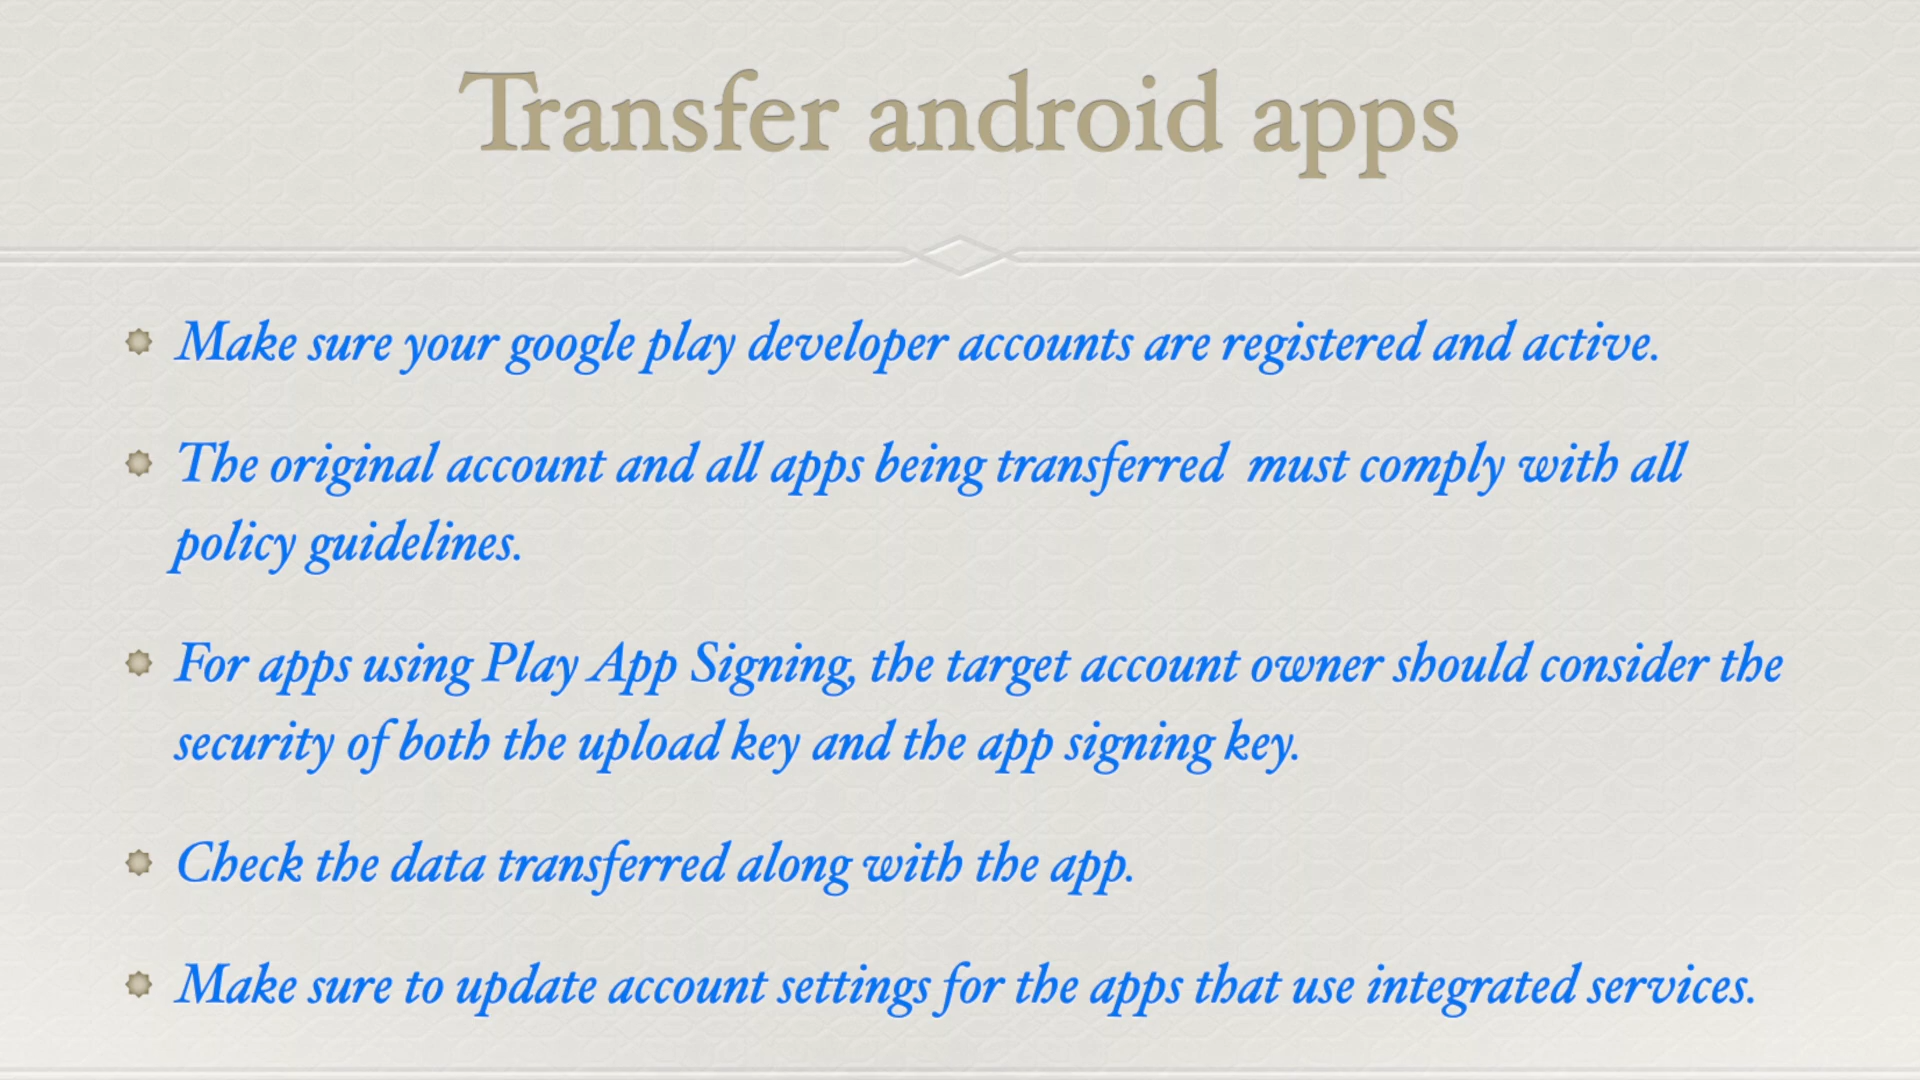 Transfer android apps
Make sure your google play developer accounts are registered and active.
The original account and all apps being transferred  must comply with all
policy guidelines.
For apps using Play App Signing, the target account owner should consider the
security of both the upload key and the app signing key.
Check the data transferred along with the app.
Make sure to update account settings for the apps that use integrated services.